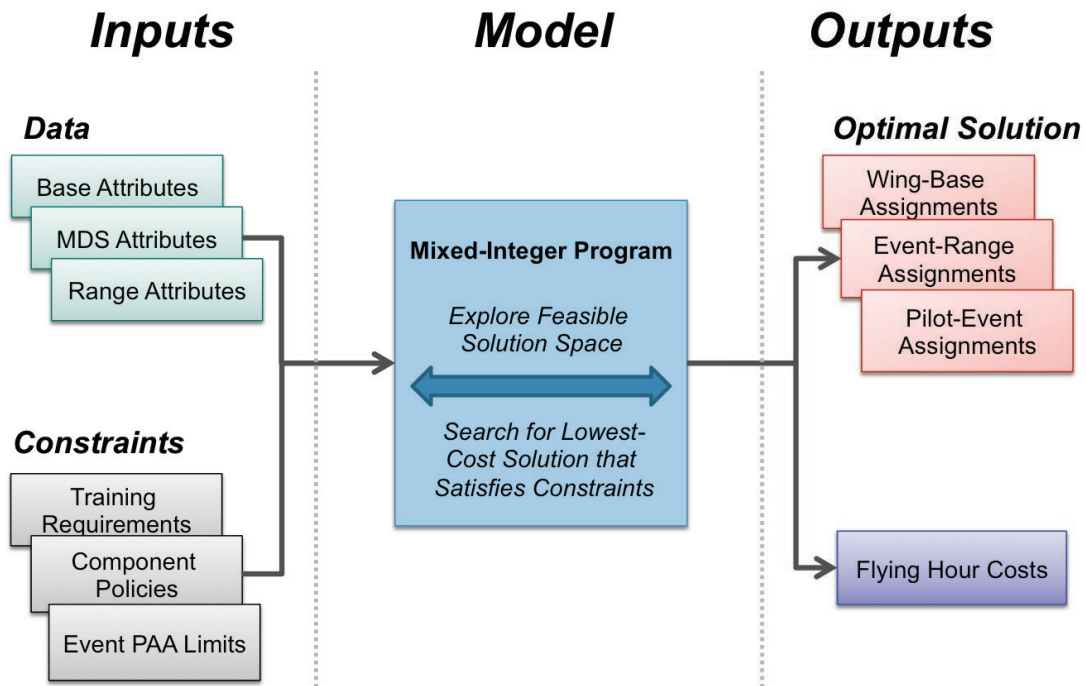 Inputs
Model
Outputs
Data
Base Attributes
MDS Attributes
Range Attributes
Constraints
Training
Requirements
Component
Policies
Event PAA Limits
Mixed-Integer Program
Explore Feasible
Solution Space
Search for Lowest-
Cost Solution that
Satisfies Constraints
Optimal Solution
Wing-Base
Assignments
Event-Range
Assignments
Pilot-Event
Assignments
Flying Hour Costs